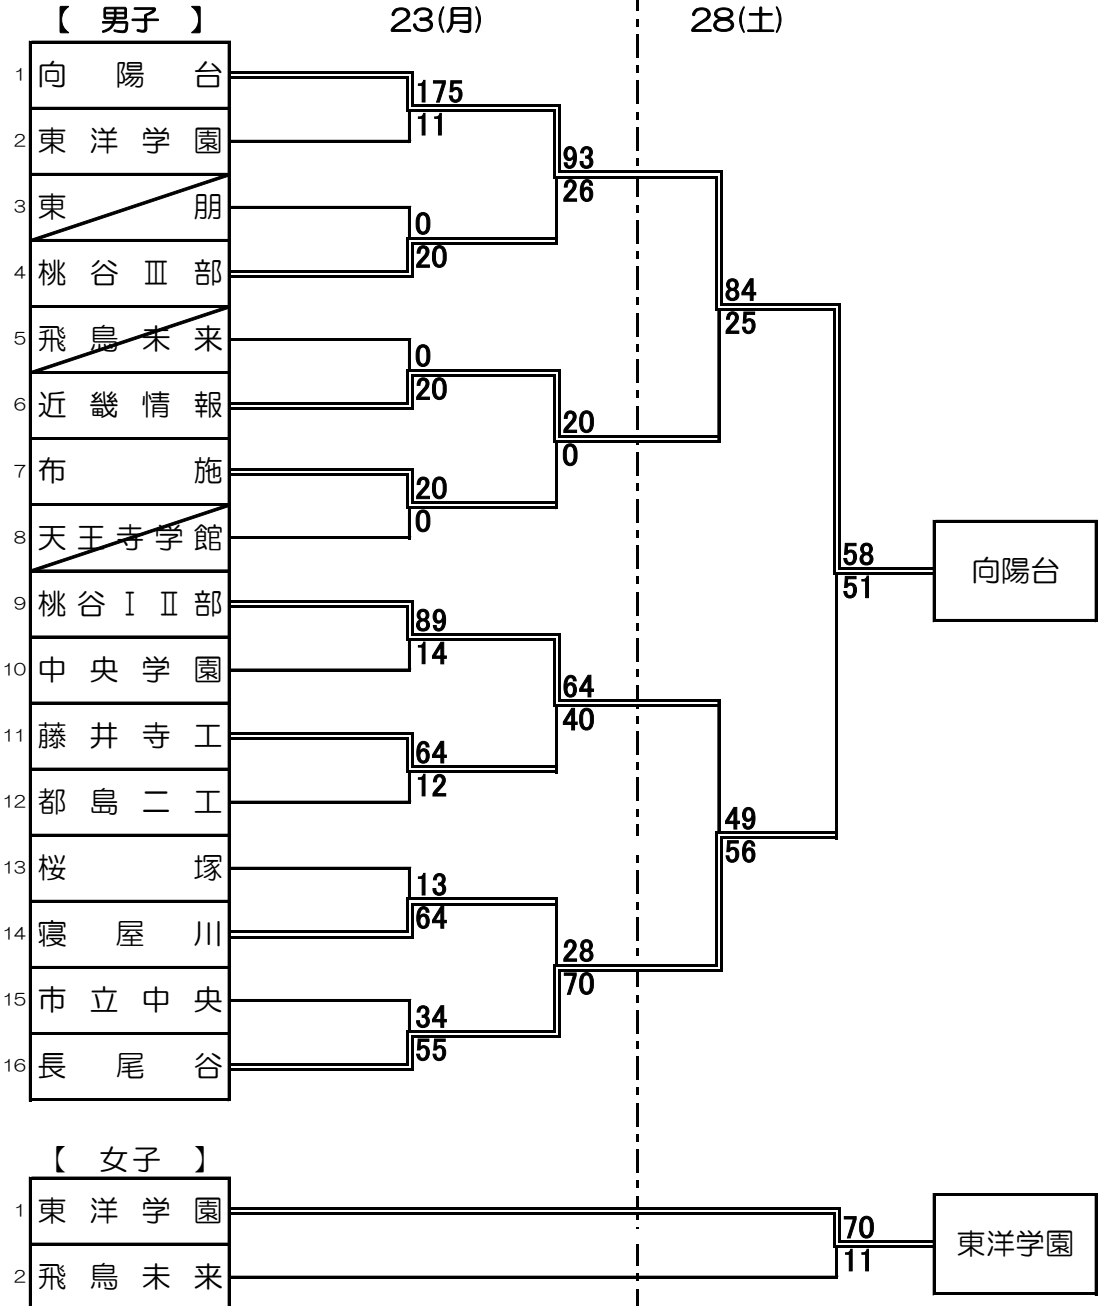 【 男子 】 23(月) 28(土)
1 向陽台
175
2 東洋学園
11
93
3 東朋
26
0
4 桃谷Ⅲ部
20
84
5 飛鳥未来
25
0
6 近畿情報
20
20
0
7 布施
20
8 天王寺学館
0
58
向陽台
51
9 桃谷ⅠⅡ部
89
10 中央学園
14
64
40
11 藤井寺工
64
12 都島二工
12
49
56
13 桜塚
13
14 寝屋川
64
28
70
15 市立中央
34
16 長尾谷
55
【 女子 】
1 東洋学園
70
東洋学園
11
2 飛鳥未来